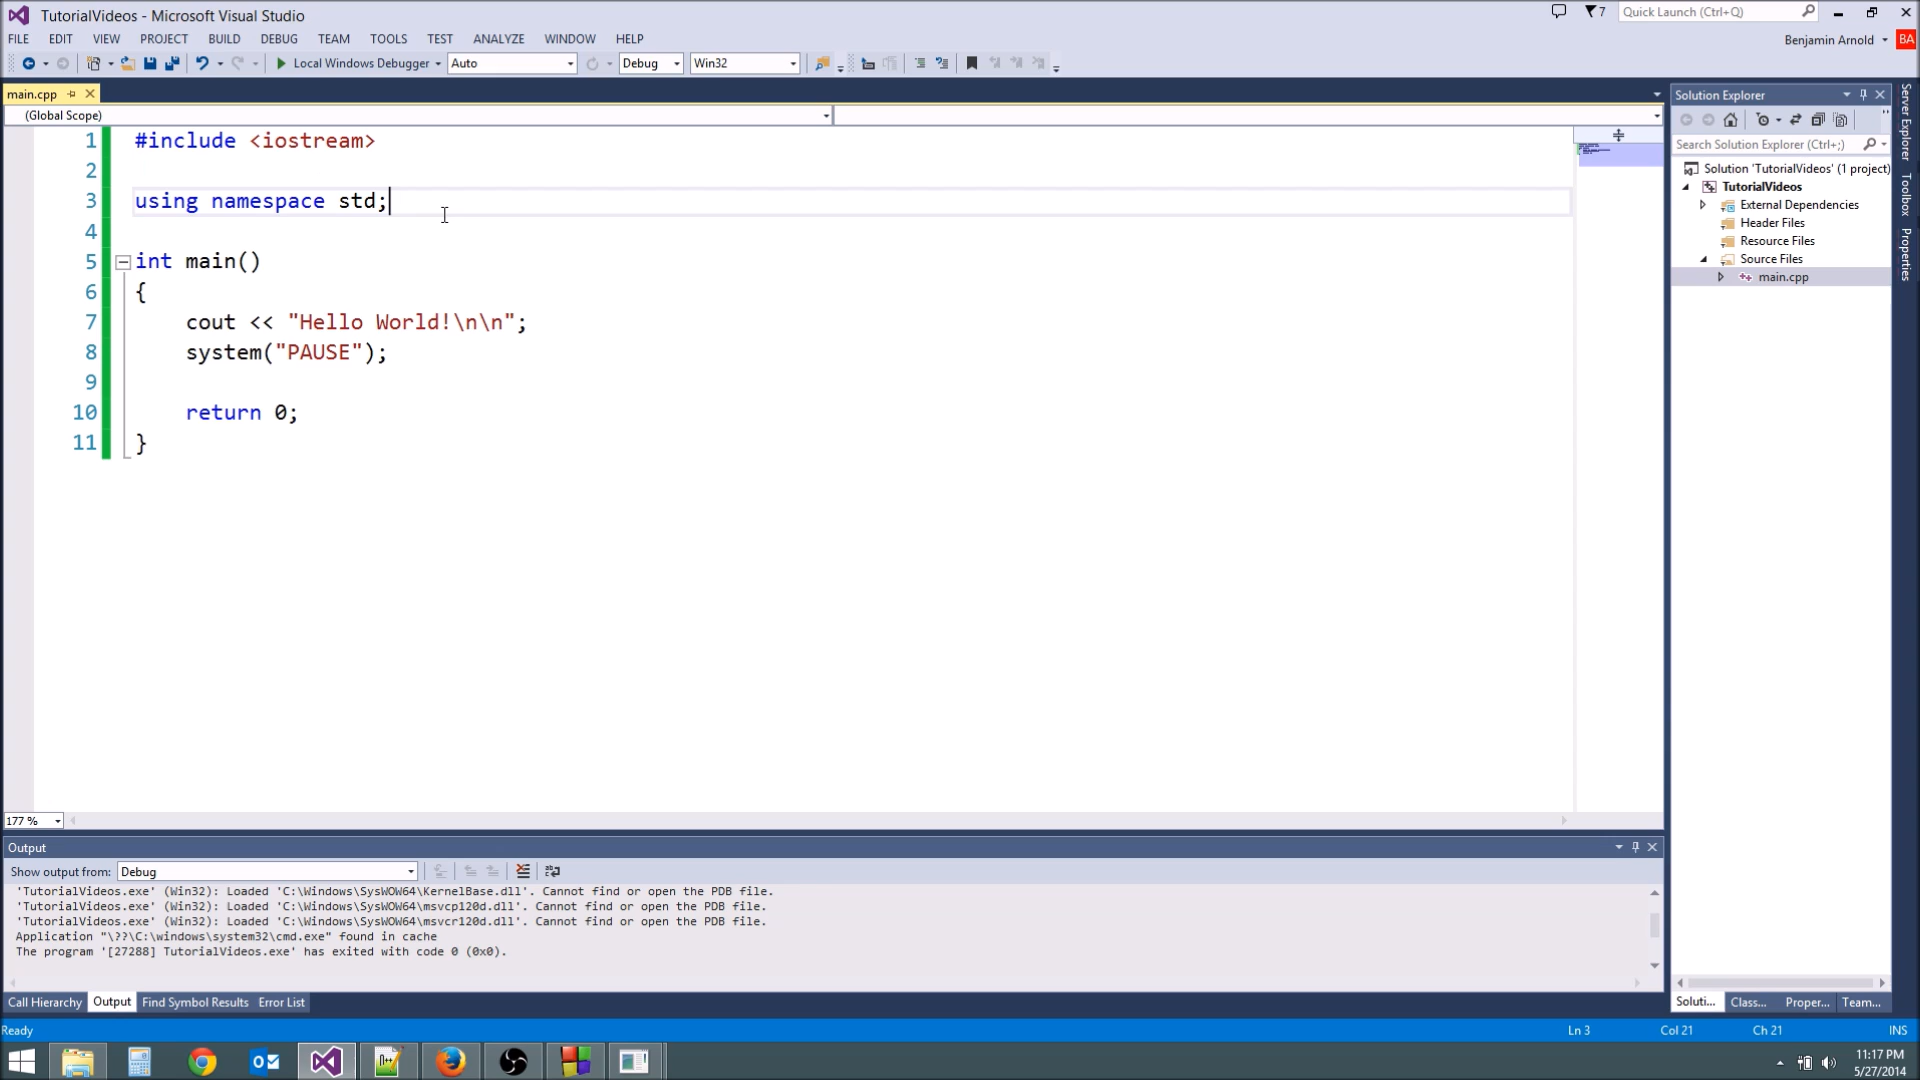 TutorialVideos - Microsoft Visual Studio
7
Quick Launch (Ctrl+Q)
FILE EDIT VIEW PROJECT BUILD DEBUG TEAM TOOLS TEST ANALYZE WINDOW HELP
Benjamin Arnold BA
Local Windows Debugger Auto Debug Win32
main.cpp
(Global Scope)
1 #include <iostream>
2
3 using namespace std;
4
5 int main()
6 {
7 cout << "Hello World!\n\n";
8 system("PAUSE");
9
10 return 0;
11 }
177 %
Solution Explorer
Search Solution Explorer (Ctrl+;)
Solution 'TutorialVideos' (1 project)
TutorialVideos
External Dependencies
Header Files
Resource Files
Source Files
main.cpp
Server Explorer
Toolbox
Properties
Output
Show output from: Debug
'TutorialVideos.exe' (Win32): Loaded 'C:\Windows\SysWOW64\KernelBase.dll'. Cannot find or open the PDB file.
'TutorialVideos.exe' (Win32): Loaded 'C:\Windows\SysWOW64\msvcp120d.dll'. Cannot find or open the PDB file.
'TutorialVideos.exe' (Win32): Loaded 'C:\Windows\SysWOW64\msvcr120d.dll'. Cannot find or open the PDB file.
Application "\??\C:\windows\system32\cmd.exe" found in cache
The program '[27288] TutorialVideos.exe' has exited with code 0 (0x0).
Call Hierarchy Output Find Symbol Results Error List
Soluti... Class... Proper... Team...
Ready Ln 3 Col 21 Ch 21 INS
11:17 PM
5/27/2014